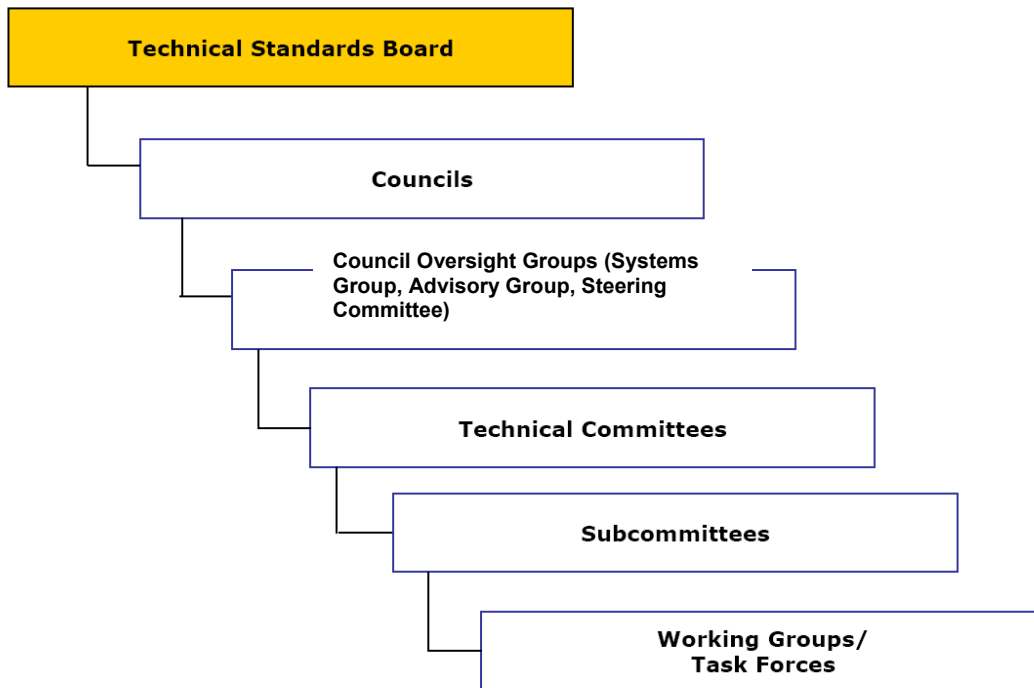 Technical Standards Board
Councils
Council Oversight Groups (Systems
Group, Advisory Group, Steering
Committee)
Technical Committees
Subcommittees
Working Groups/
Task Forces